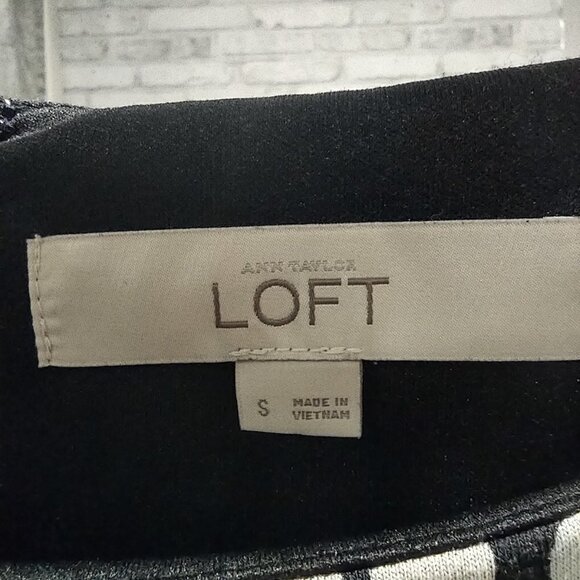 ANN TAYLOR
LOFT
S
MADE IN
VIETNAM